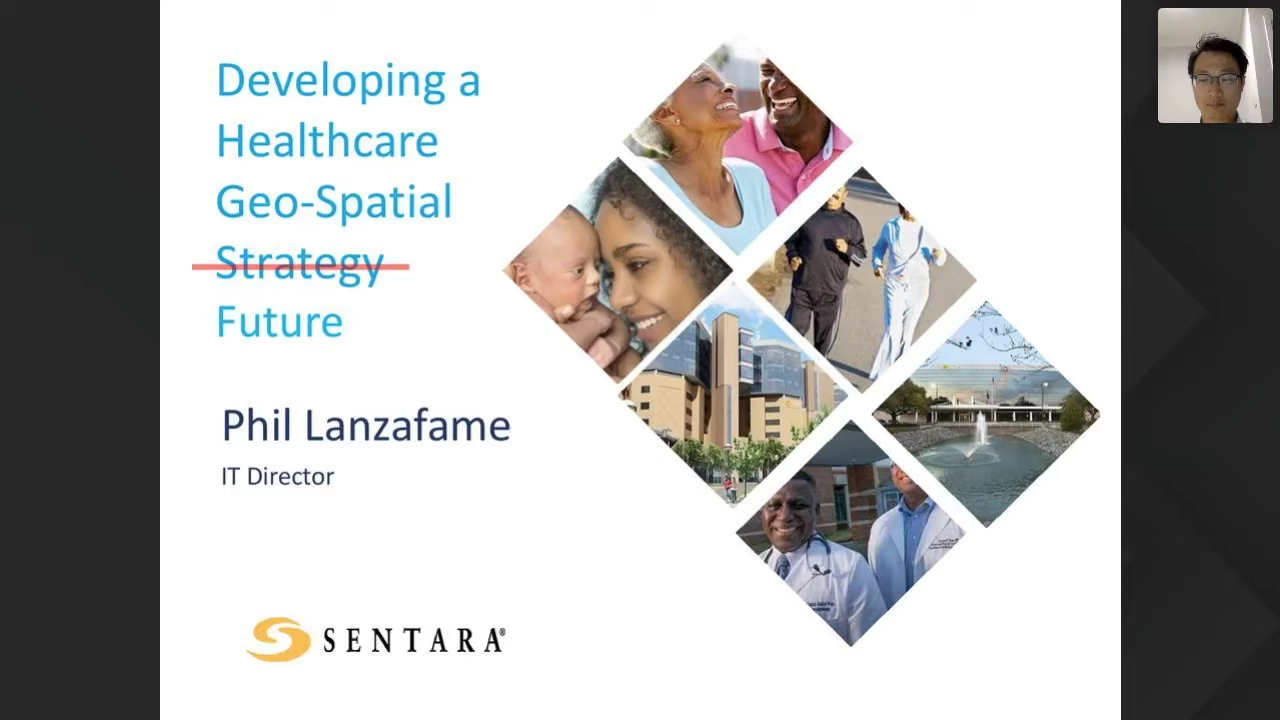 Developing a
Healthcare
Geo-Spatial
Strategy
Future
Phil Lanzafame
IT Director
SENTARA®